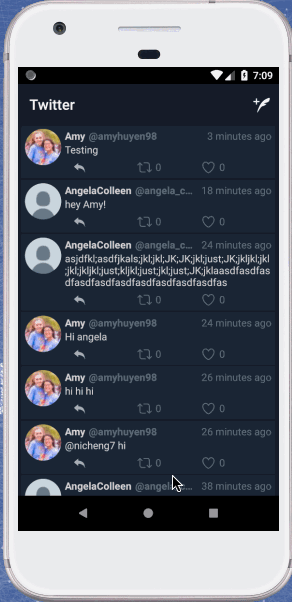 7:09
Twitter
Amy @amyhuyen98 3 minutes ago
Testing
0 0
AngelaColleen @angela_c... 18 minutes ago
hey Amy!
0 0
AngelaColleen @angela_c... 24 minutes ago
asjdfkl;asdfjkals;jkl;jkl;JK;JK;jkl;just;JK;jkljkl;jkl
;jkl;jkljkl;just;kljkl;just;jkl;just;JK;jklaasdfasdfas
dfasdfasdfasdfasdfasdfasdfas
0 0
Amy @amyhuyen98 24 minutes ago
Hi angela
0 0
Amy @amyhuyen98 26 minutes ago
hi hi hi
0 0
Amy @amyhuyen98 26 minutes ago
@nicheng7 hi
0 0
AngelaColleen @angela_c... 38 minutes ago